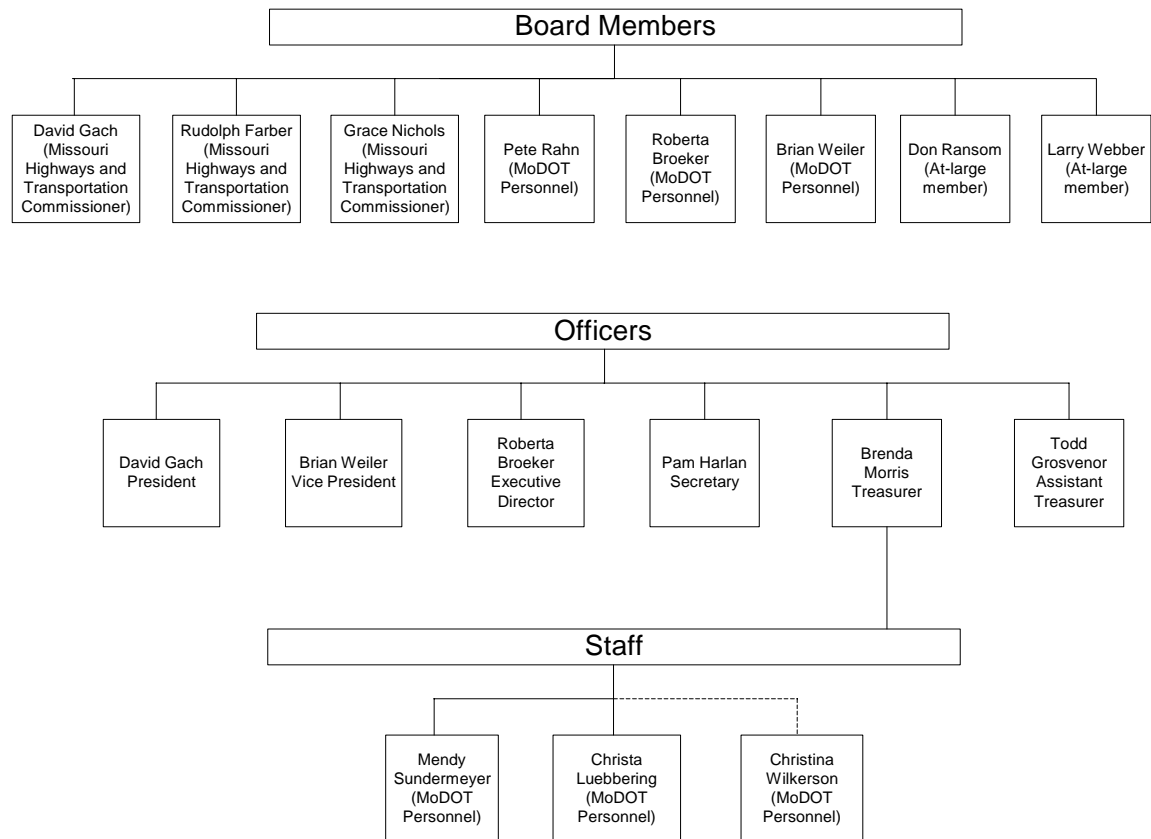 Board Members
David Gach
(Missouri
Highways and
Transportation
Commissioner)
Rudolph Farber
(Missouri
Highways and
Transportation
Commissioner)
Grace Nichols
(Missouri
Highways and
Transportation
Commissioner)
Pete Rahn
(MoDOT
Personnel)
Roberta
Broeker
(MoDOT
Personnel)
Brian Weiler
(MoDOT
Personnel)
Don Ransom
(At-large
member)
Larry Webber
(At-large
member)
Officers
David Gach
President
Brian Weiler
Vice President
Roberta
Broeker
Executive
Director
Pam Harlan
Secretary
Brenda
Morris
Treasurer
Todd
Grosvenor
Assistant
Treasurer
Staff
Mendy
Sundermeyer
(MoDOT
Personnel)
Christa
Luebbering
(MoDOT
Personnel)
Christina
Wilkerson
(MoDOT
Personnel)